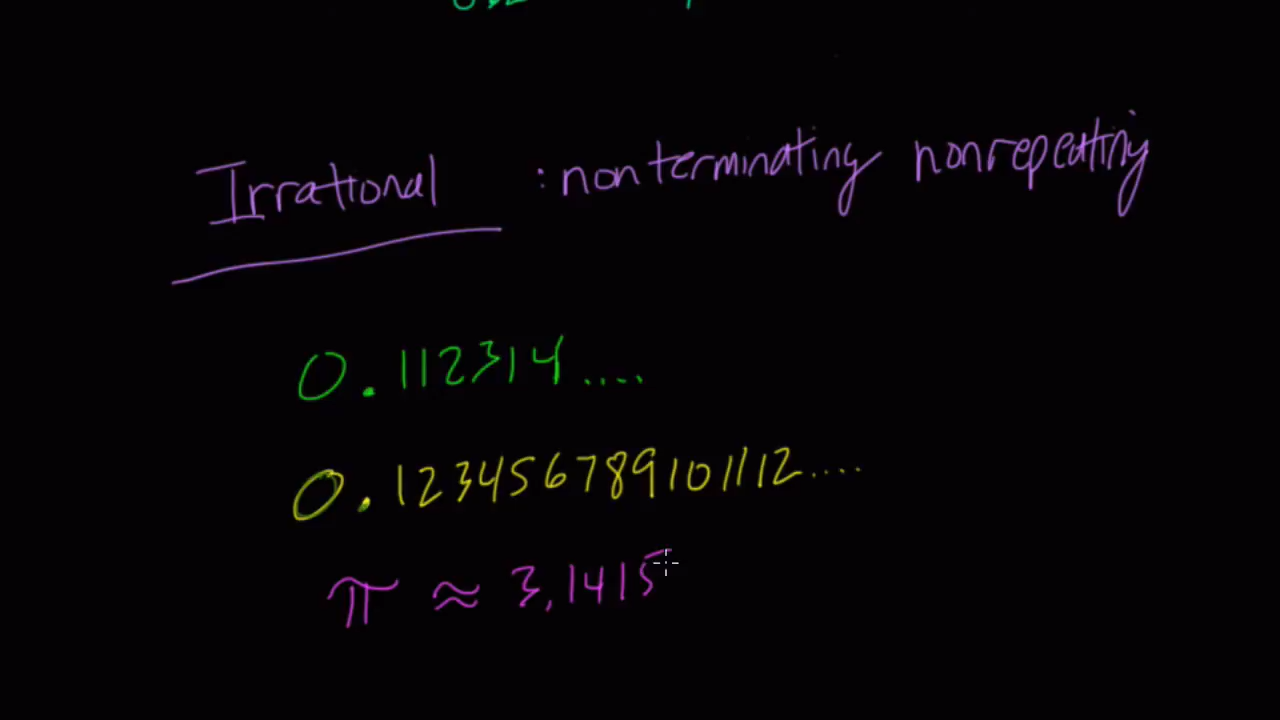 Irrational : nonterminating nonrepeating
0.112314....
0.123456789101112....
π ≈ 3.1415